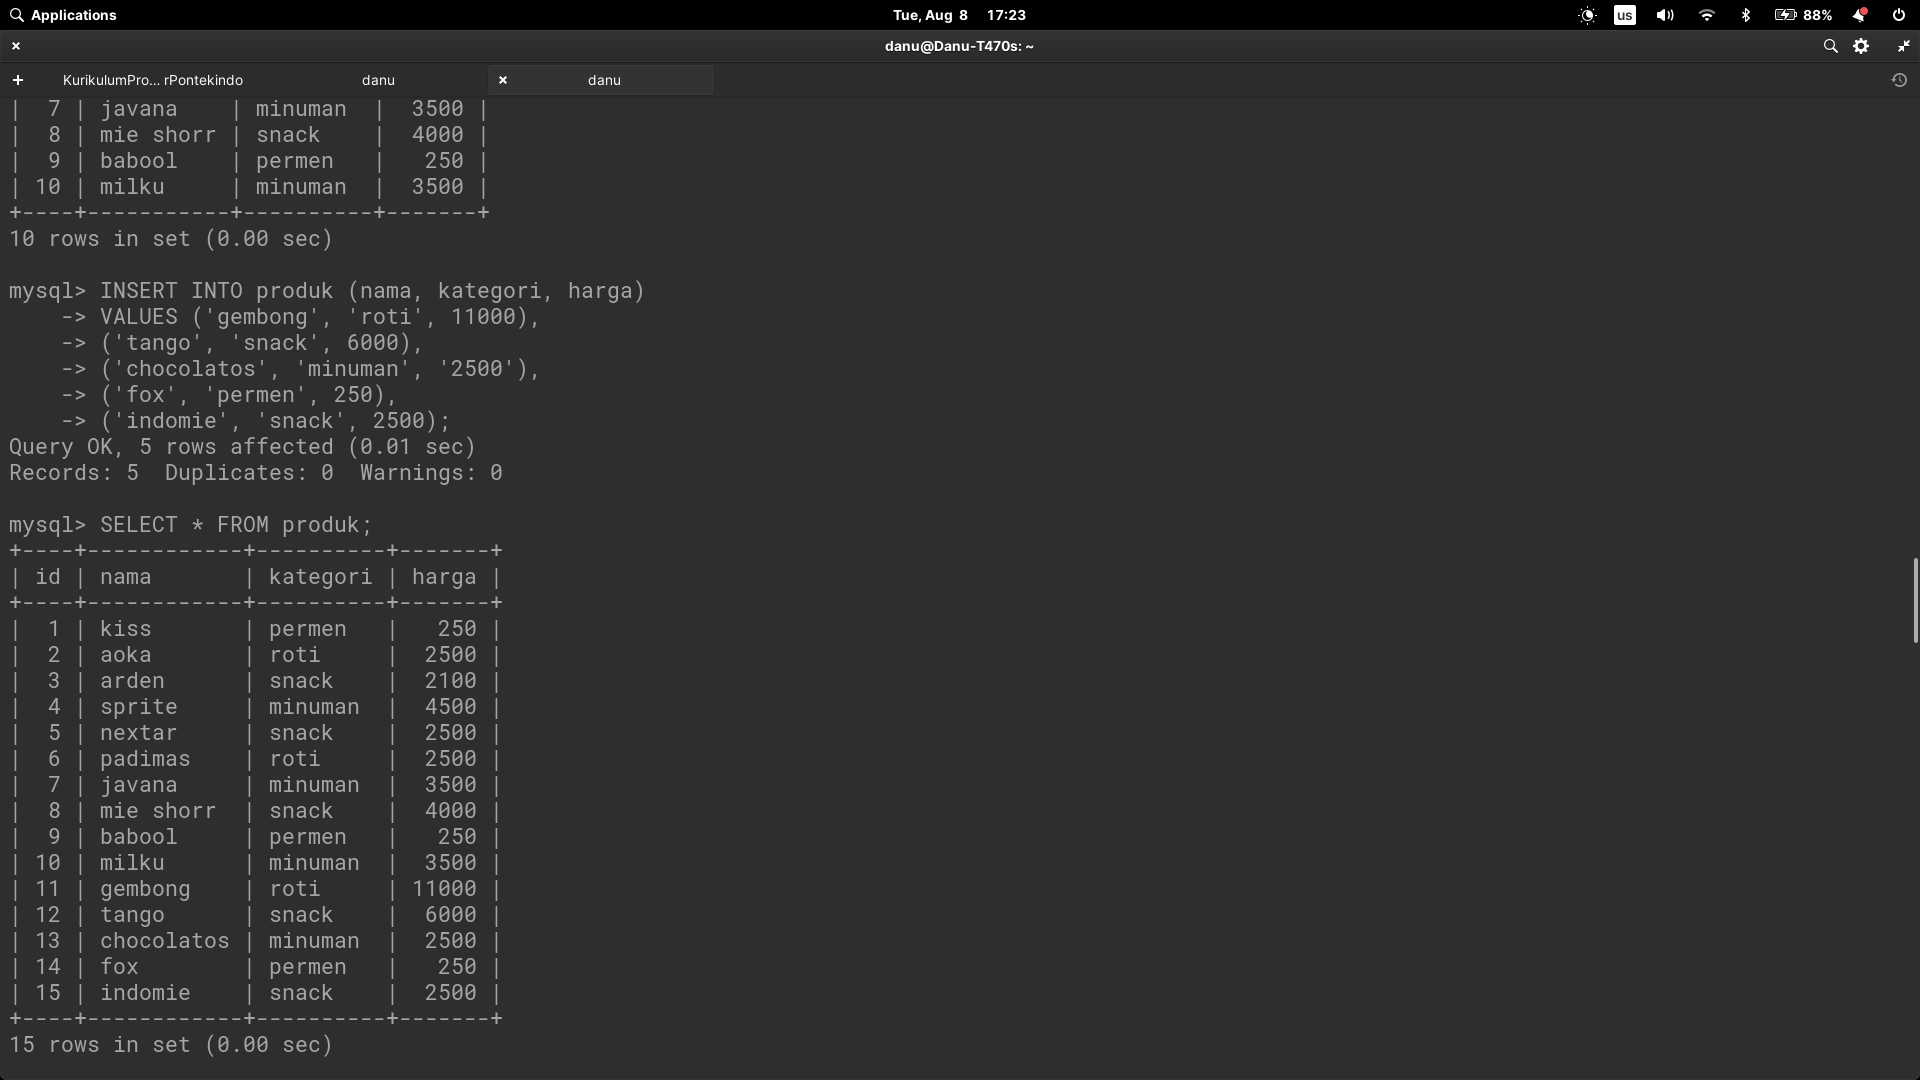 Applications
Tue, Aug 8 17:23
us
88%
danu@Danu-T470s: ~
KurikulumPro... rPontekindo
danu
danu
|  7 | javana    | minuman  |  3500 |
|  8 | mie shorr | snack    |  4000 |
|  9 | babool    | permen   |   250 |
| 10 | milku     | minuman  |  3500 |
+----+-----------+----------+-------+
10 rows in set (0.00 sec)
mysql> INSERT INTO produk (nama, kategori, harga)
    -> VALUES ('gembong', 'roti', 11000),
    -> ('tango', 'snack', 6000),
    -> ('chocolatos', 'minuman', '2500'),
    -> ('fox', 'permen', 250),
    -> ('indomie', 'snack', 2500);
Query OK, 5 rows affected (0.01 sec)
Records: 5  Duplicates: 0  Warnings: 0
mysql> SELECT * FROM produk;
+----+------------+----------+-------+
| id | nama       | kategori | harga |
+----+------------+----------+-------+
|  1 | kiss       | permen   |   250 |
|  2 | aoka       | roti     |  2500 |
|  3 | arden      | snack    |  2100 |
|  4 | sprite     | minuman  |  4500 |
|  5 | nextar     | snack    |  2500 |
|  6 | padimas    | roti     |  2500 |
|  7 | javana     | minuman  |  3500 |
|  8 | mie shorr  | snack    |  4000 |
|  9 | babool     | permen   |   250 |
| 10 | milku      | minuman  |  3500 |
| 11 | gembong    | roti     | 11000 |
| 12 | tango      | snack    |  6000 |
| 13 | chocolatos | minuman  |  2500 |
| 14 | fox        | permen   |   250 |
| 15 | indomie    | snack    |  2500 |
+----+------------+----------+-------+
15 rows in set (0.00 sec)